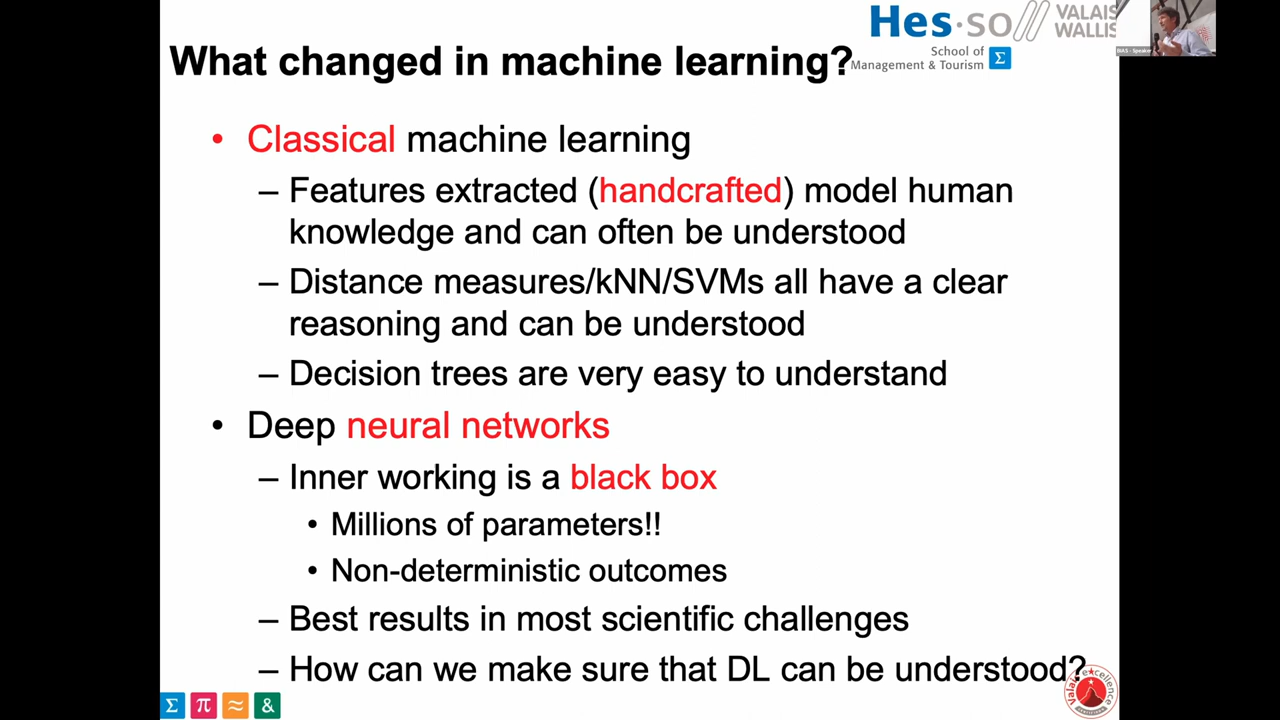 Hes·so// VALAIS
WALLIS
School of
Management & Tourism Σ
BIAS - Speaker
What changed in machine learning?
• Classical machine learning
– Features extracted (handcrafted) model human
knowledge and can often be understood
– Distance measures/kNN/SVMs all have a clear
reasoning and can be understood
– Decision trees are very easy to understand
• Deep neural networks
– Inner working is a black box
• Millions of parameters!!
• Non-deterministic outcomes
– Best results in most scientific challenges
– How can we make sure that DL can be understood?
Σ π ≈ &
Valais excellence